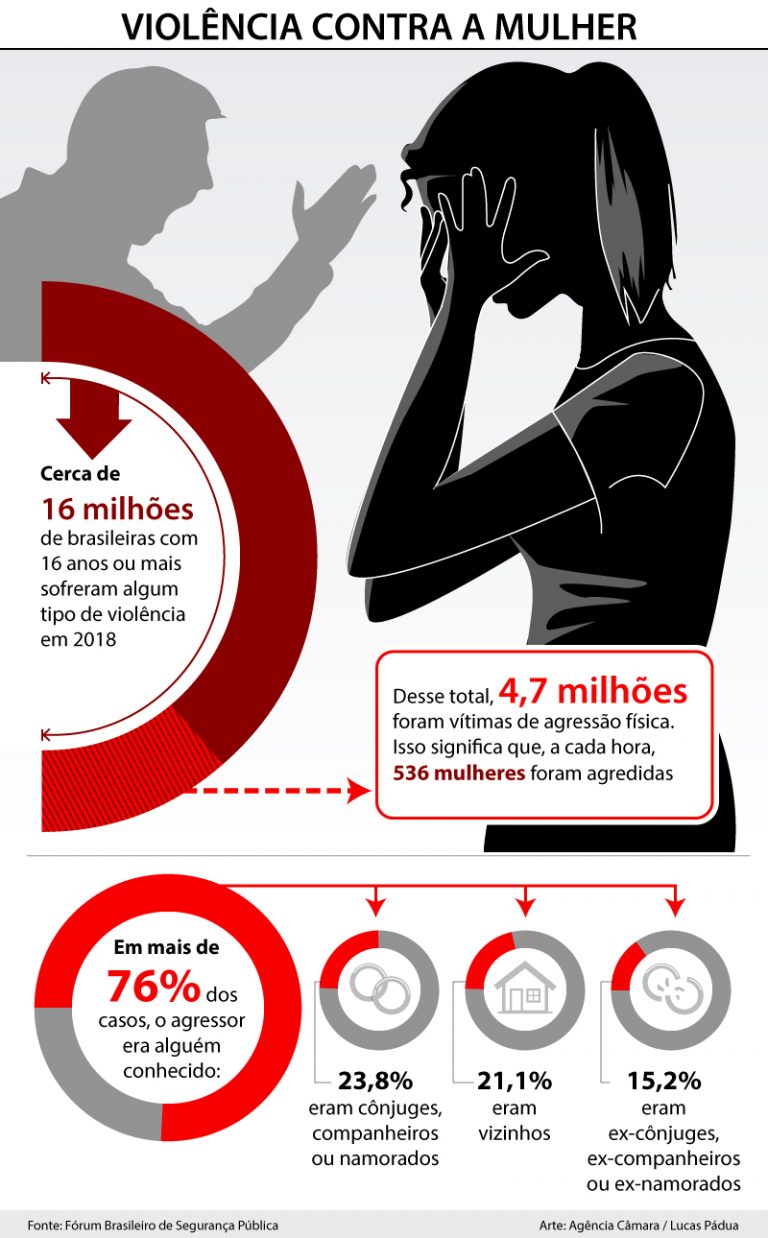 VIOLÊNCIA CONTRA A MULHER
Cerca de
16 milhões
de brasileiras com
16 anos ou mais
sofreram algum
tipo de violência
em 2018
Desse total, 4,7 milhões
foram vítimas de agressão física.
Isso significa que, a cada hora,
536 mulheres foram agredidas
Em mais de
76% dos
casos, o agressor
era alguém
conhecido:
23,8%
eram cônjuges,
companheiros
ou namorados
21,1%
eram
vizinhos
15,2%
eram
ex-cônjuges,
ex-companheiros
ou ex-namorados
Fonte: Fórum Brasileiro de Segurança Pública
Arte: Agência Câmara / Lucas Pádua